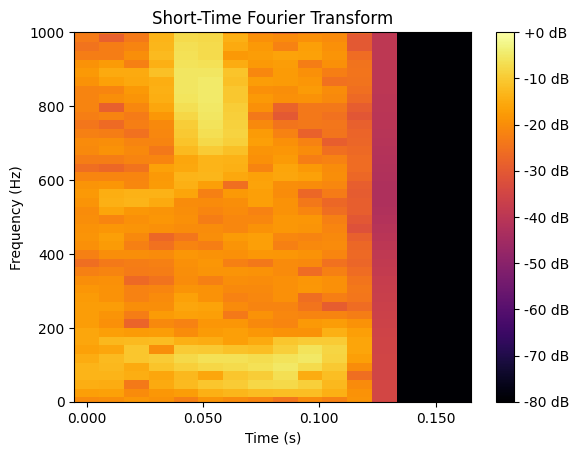 Short-Time Fourier Transform
1000
800
600
400
200
0
Frequency (Hz)
0.000
0.050
0.100
0.150
Time (s)
+0 dB
-10 dB
-20 dB
-30 dB
-40 dB
-50 dB
-60 dB
-70 dB
-80 dB